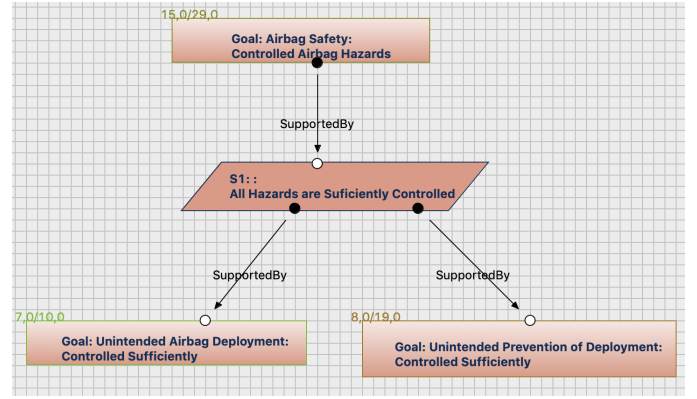 15,0/29,0
Goal: Airbag Safety:
Controlled Airbag Hazards
SupportedBy
S1: :
All Hazards are Suficiently Controlled
SupportedBy
SupportedBy
7,0/10,0
8,0/19,0
Goal: Unintended Airbag Deployment:
Controlled Sufficiently
Goal: Unintended Prevention of Deployment:
Controlled Sufficiently